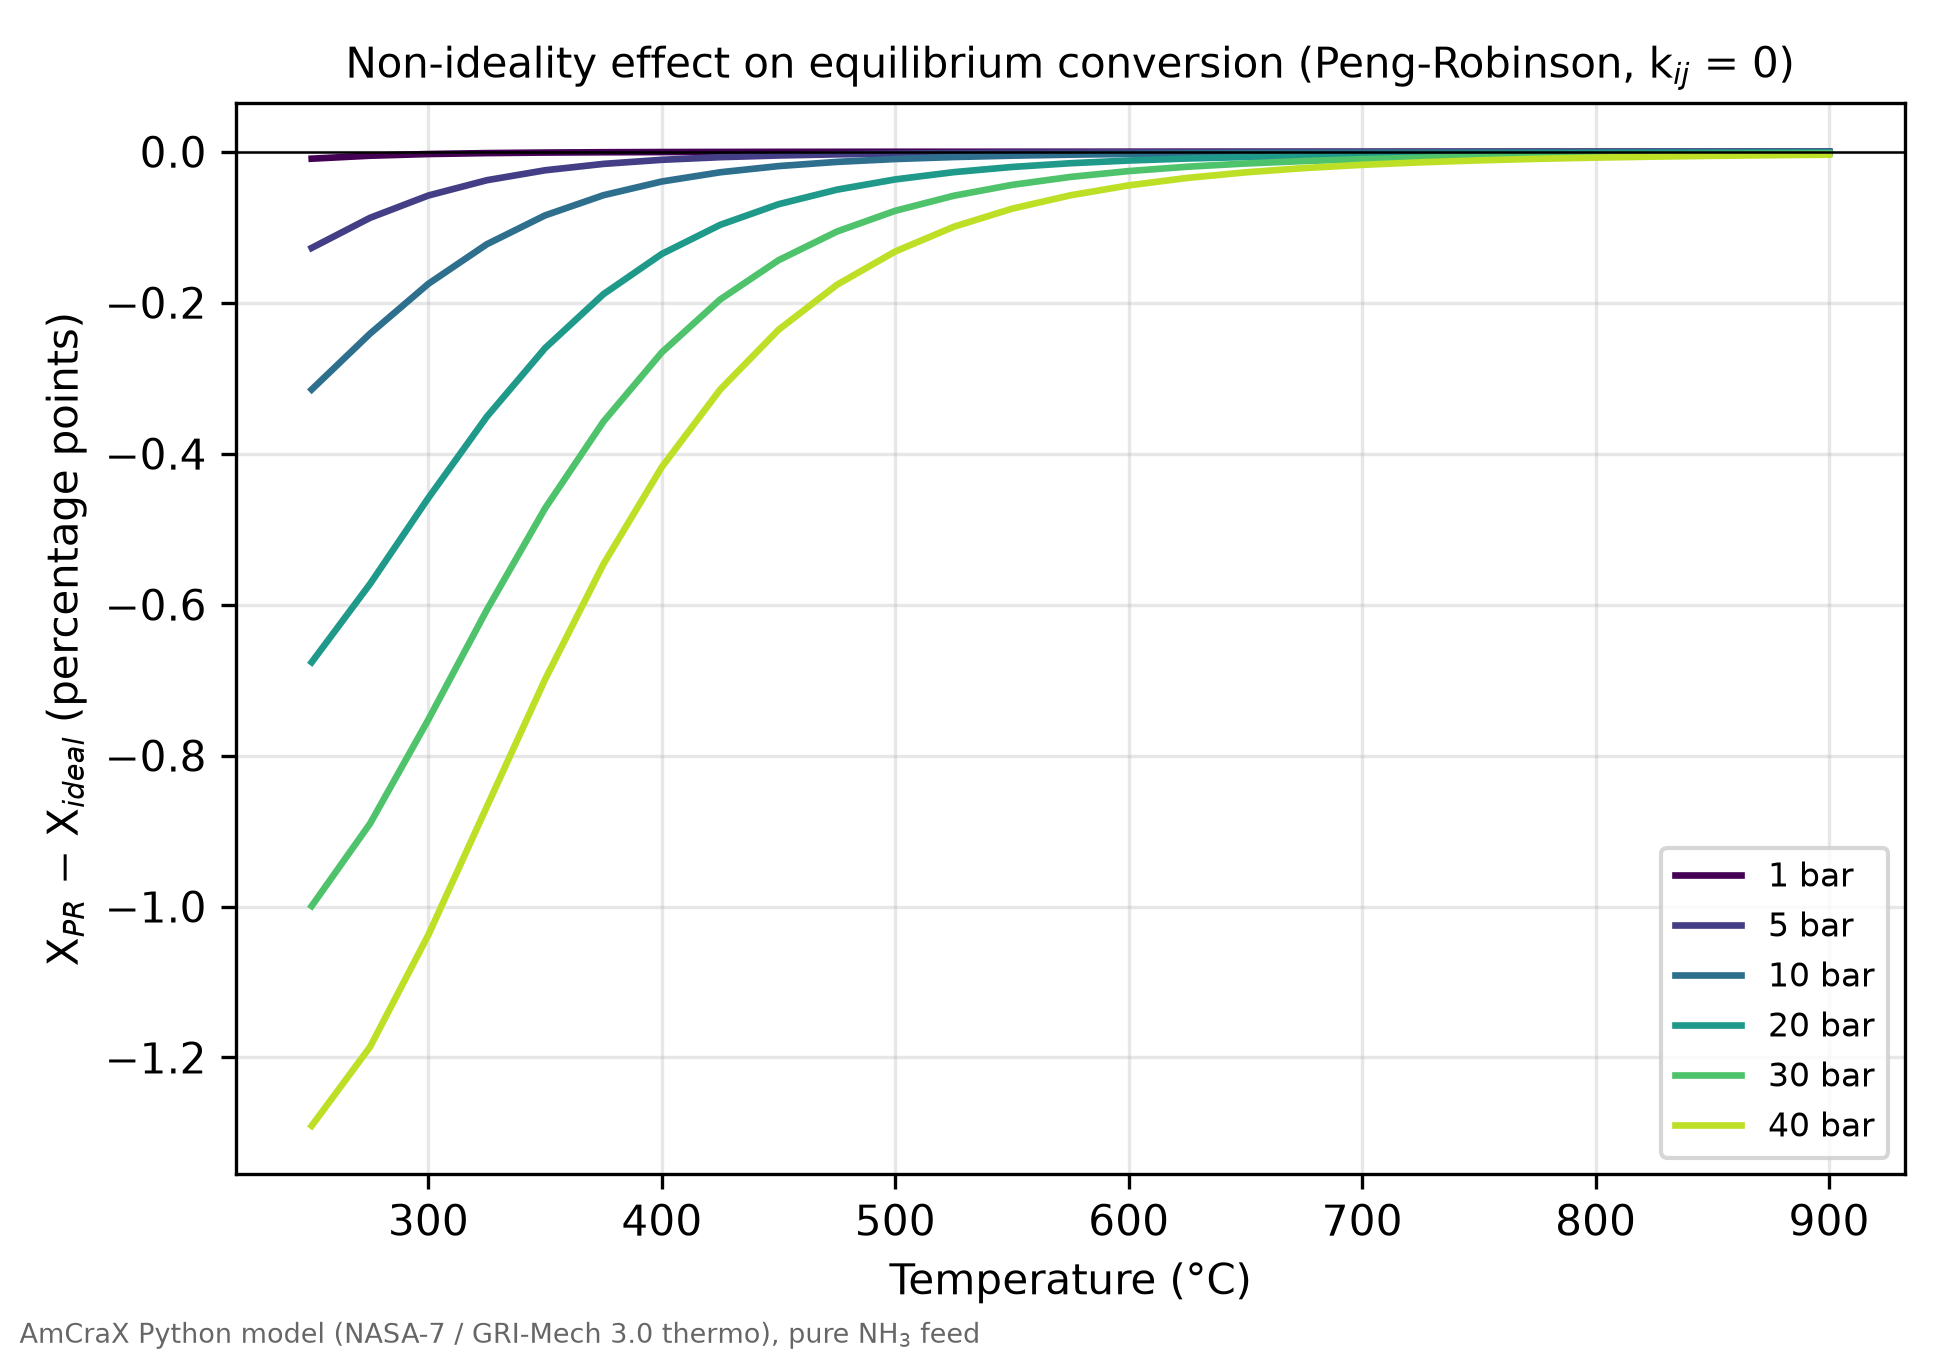 Non-ideality effect on equilibrium conversion (Peng-Robinson, k_ij = 0)
X_PR − X_ideal (percentage points)
0.0
−0.2
−0.4
−0.6
−0.8
−1.0
−1.2
1 bar
5 bar
10 bar
20 bar
30 bar
40 bar
300 400 500 600 700 800 900
Temperature (°C)
AmCraX Python model (NASA-7 / GRI-Mech 3.0 thermo), pure NH₃ feed